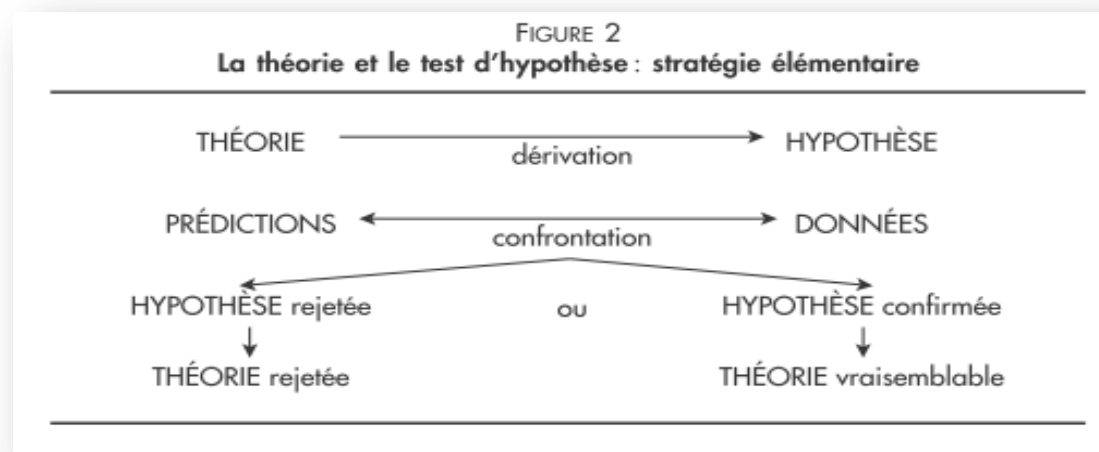 FIGURE 2
La théorie et le test d'hypothèse : stratégie élémentaire
THÉORIE dérivation HYPOTHÈSE
PRÉDICTIONS confrontation DONNÉES
HYPOTHÈSE rejetée ou HYPOTHÈSE confirmée
THÉORIE rejetée THÉORIE vraisemblable